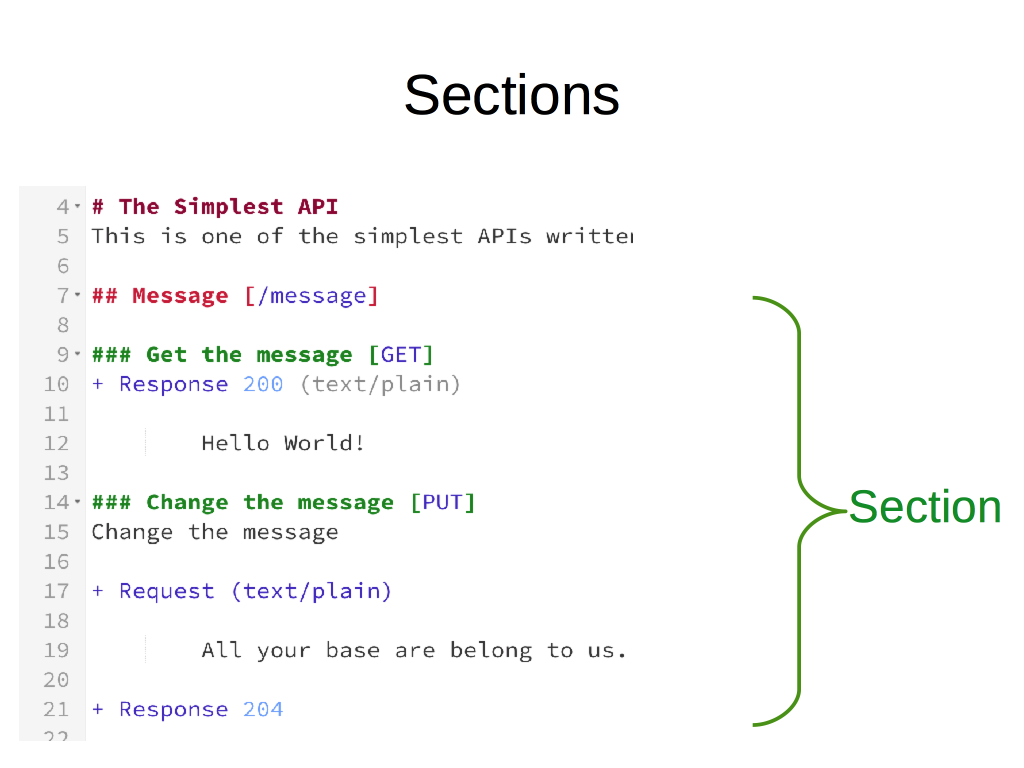 Sections
4 # The Simplest API
5 This is one of the simplest APIs
6
7 ## Message [/message]
8
9 ### Get the message [GET]
10 + Response 200 (text/plain)
11
12 Hello World!
13
14 ### Change the message [PUT]
15 Change the message
16
17 + Request (text/plain)
18
19 All your base are belong to us.
20
21 + Response 204
22
Section